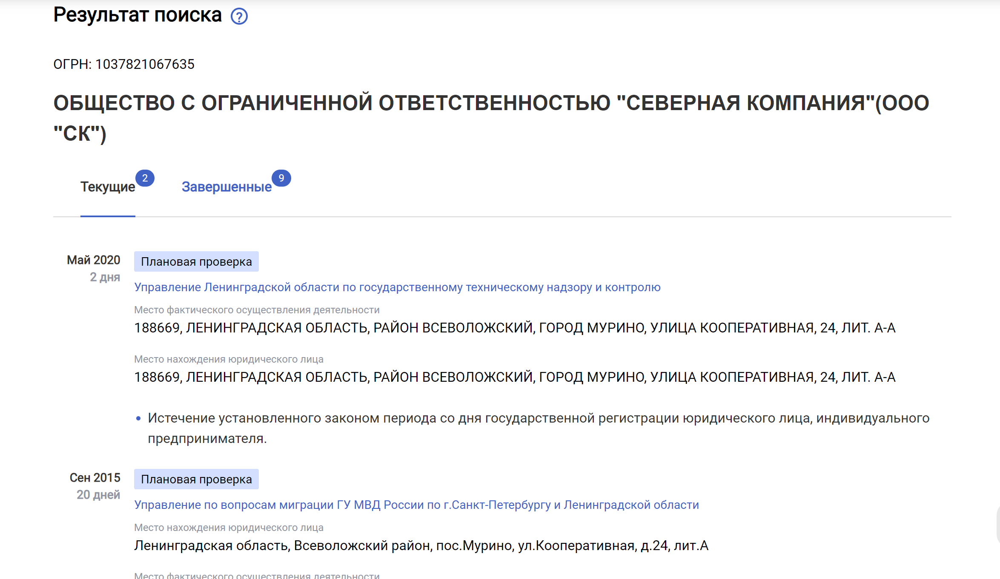 Результат поиска ?
ОГРН: 1037821067635
ОБЩЕСТВО С ОГРАНИЧЕННОЙ ОТВЕТСТВЕННОСТЬЮ "СЕВЕРНАЯ КОМПАНИЯ"(ООО
"СК")
Текущие 2 Завершенные 9
Май 2020 Плановая проверка
2 дня
Управление Ленинградской области по государственному техническому надзору и контролю
Место фактического осуществления деятельности
188669, ЛЕНИНГРАДСКАЯ ОБЛАСТЬ, РАЙОН ВСЕВОЛОЖСКИЙ, ГОРОД МУРИНО, УЛИЦА КООПЕРАТИВНАЯ, 24, ЛИТ. А-А
Место нахождения юридического лица
188669, ЛЕНИНГРАДСКАЯ ОБЛАСТЬ, РАЙОН ВСЕВОЛОЖСКИЙ, ГОРОД МУРИНО, УЛИЦА КООПЕРАТИВНАЯ, 24, ЛИТ. А-А
• Истечение установленного законом периода со дня государственной регистрации юридического лица, индивидуального
предпринимателя.
Сен 2015 Плановая проверка
20 дней
Управление по вопросам миграции ГУ МВД России по г.Санкт-Петербургу и Ленинградской области
Место нахождения юридического лица
Ленинградская область, Всеволожский район, пос.Мурино, ул.Кооперативная, д.24, лит.А
Место фактического осуществления деятельности